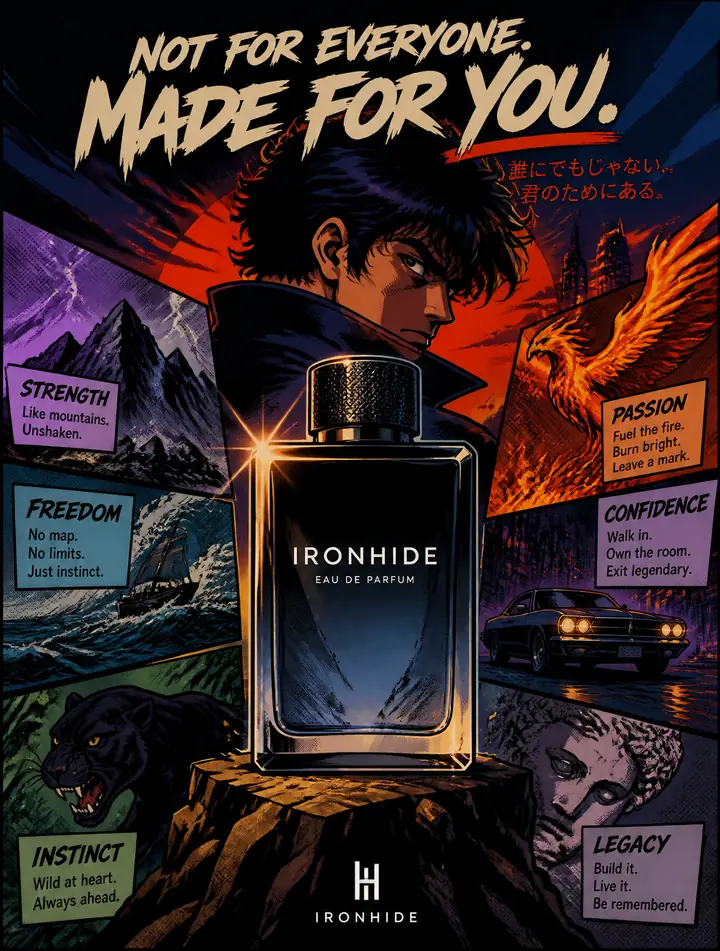 NOT FOR EVERYONE.
MADE FOR YOU.
誰にでもじゃない。
君のためにある。
STRENGTH
Like mountains.
Unshaken.
PASSION
Fuel the fire.
Burn bright.
Leave a mark.
FREEDOM
No map.
No limits.
Just instinct.
CONFIDENCE
Walk in.
Own the room.
Exit legendary.
IRONHIDE
EAU DE PARFUM
INSTINCT
Wild at heart.
Always ahead.
LEGACY
Build it.
Live it.
Be remembered.
IRONHIDE